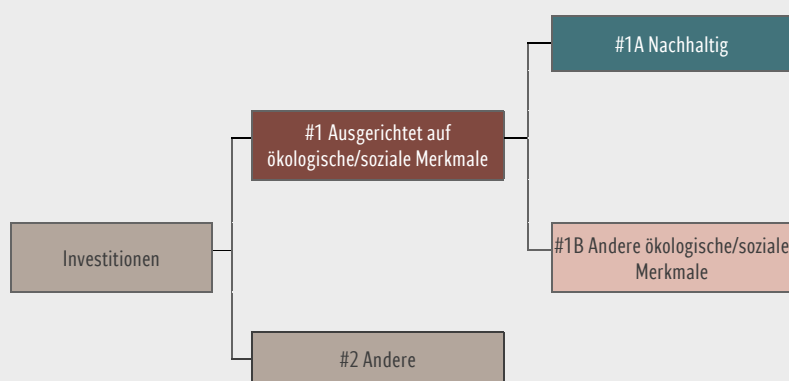 #1A Nachhaltig
#1 Ausgerichtet auf
ökologische/soziale Merkmale
Investitionen
#1B Andere ökologische/soziale
Merkmale
#2 Andere